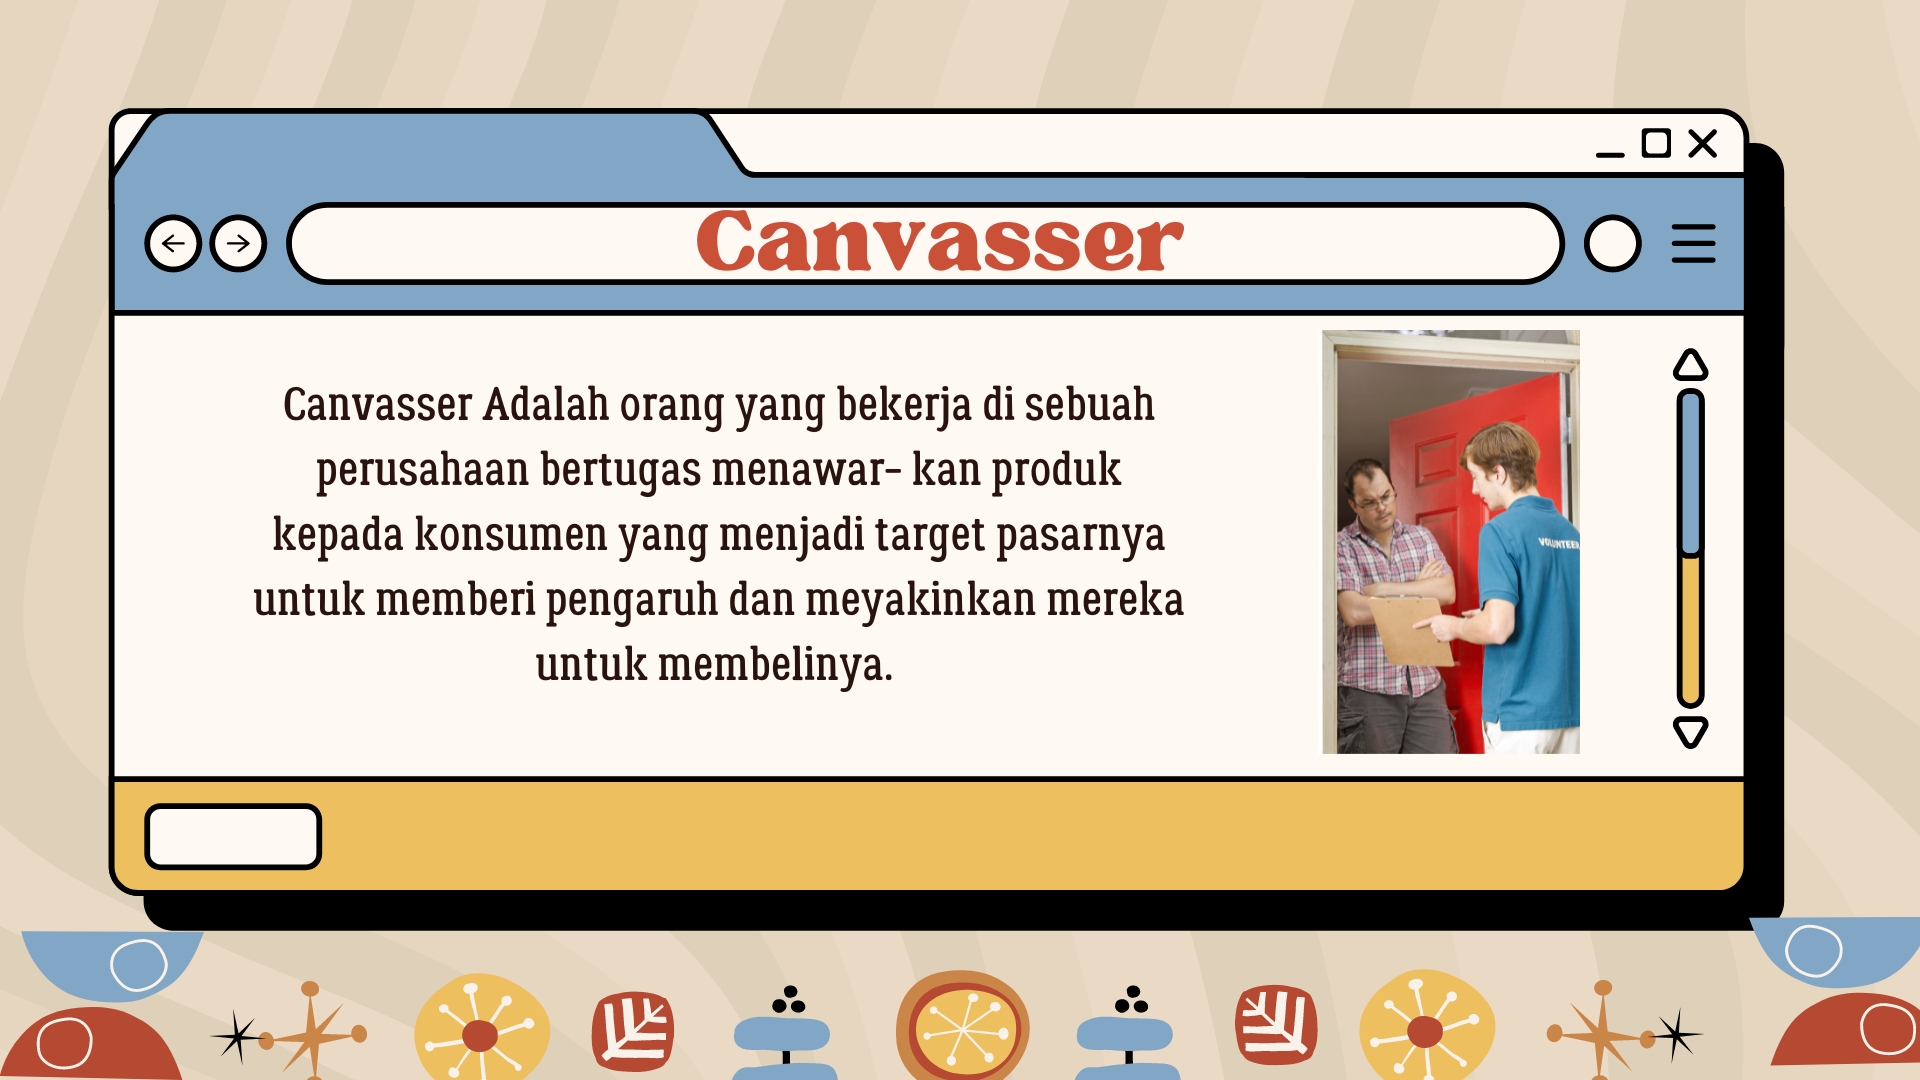 Canvasser
Canvasser Adalah orang yang bekerja di sebuah
perusahaan bertugas menawar- kan produk
kepada konsumen yang menjadi target pasarnya
untuk memberi pengaruh dan meyakinkan mereka
untuk membelinya.
VOLUNTEER